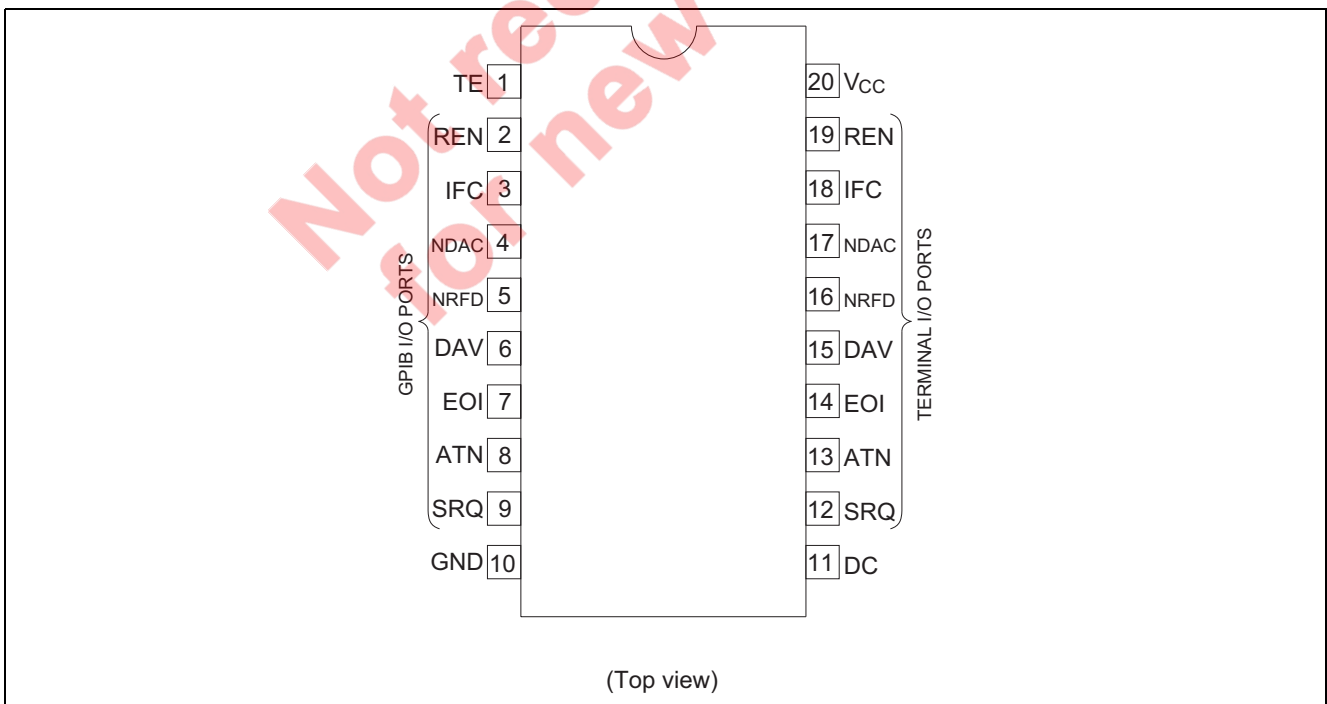 Not
for new
TE 1
REN 2
IFC 3
NDAC 4
NRFD 5
DAV 6
EOI 7
ATN 8
SRQ 9
GND 10
GPIB I/O PORTS
20 VCC
19 REN
18 IFC
17 NDAC
16 NRFD
15 DAV
14 EOI
13 ATN
12 SRQ
11 DC
TERMINAL I/O PORTS
(Top view)